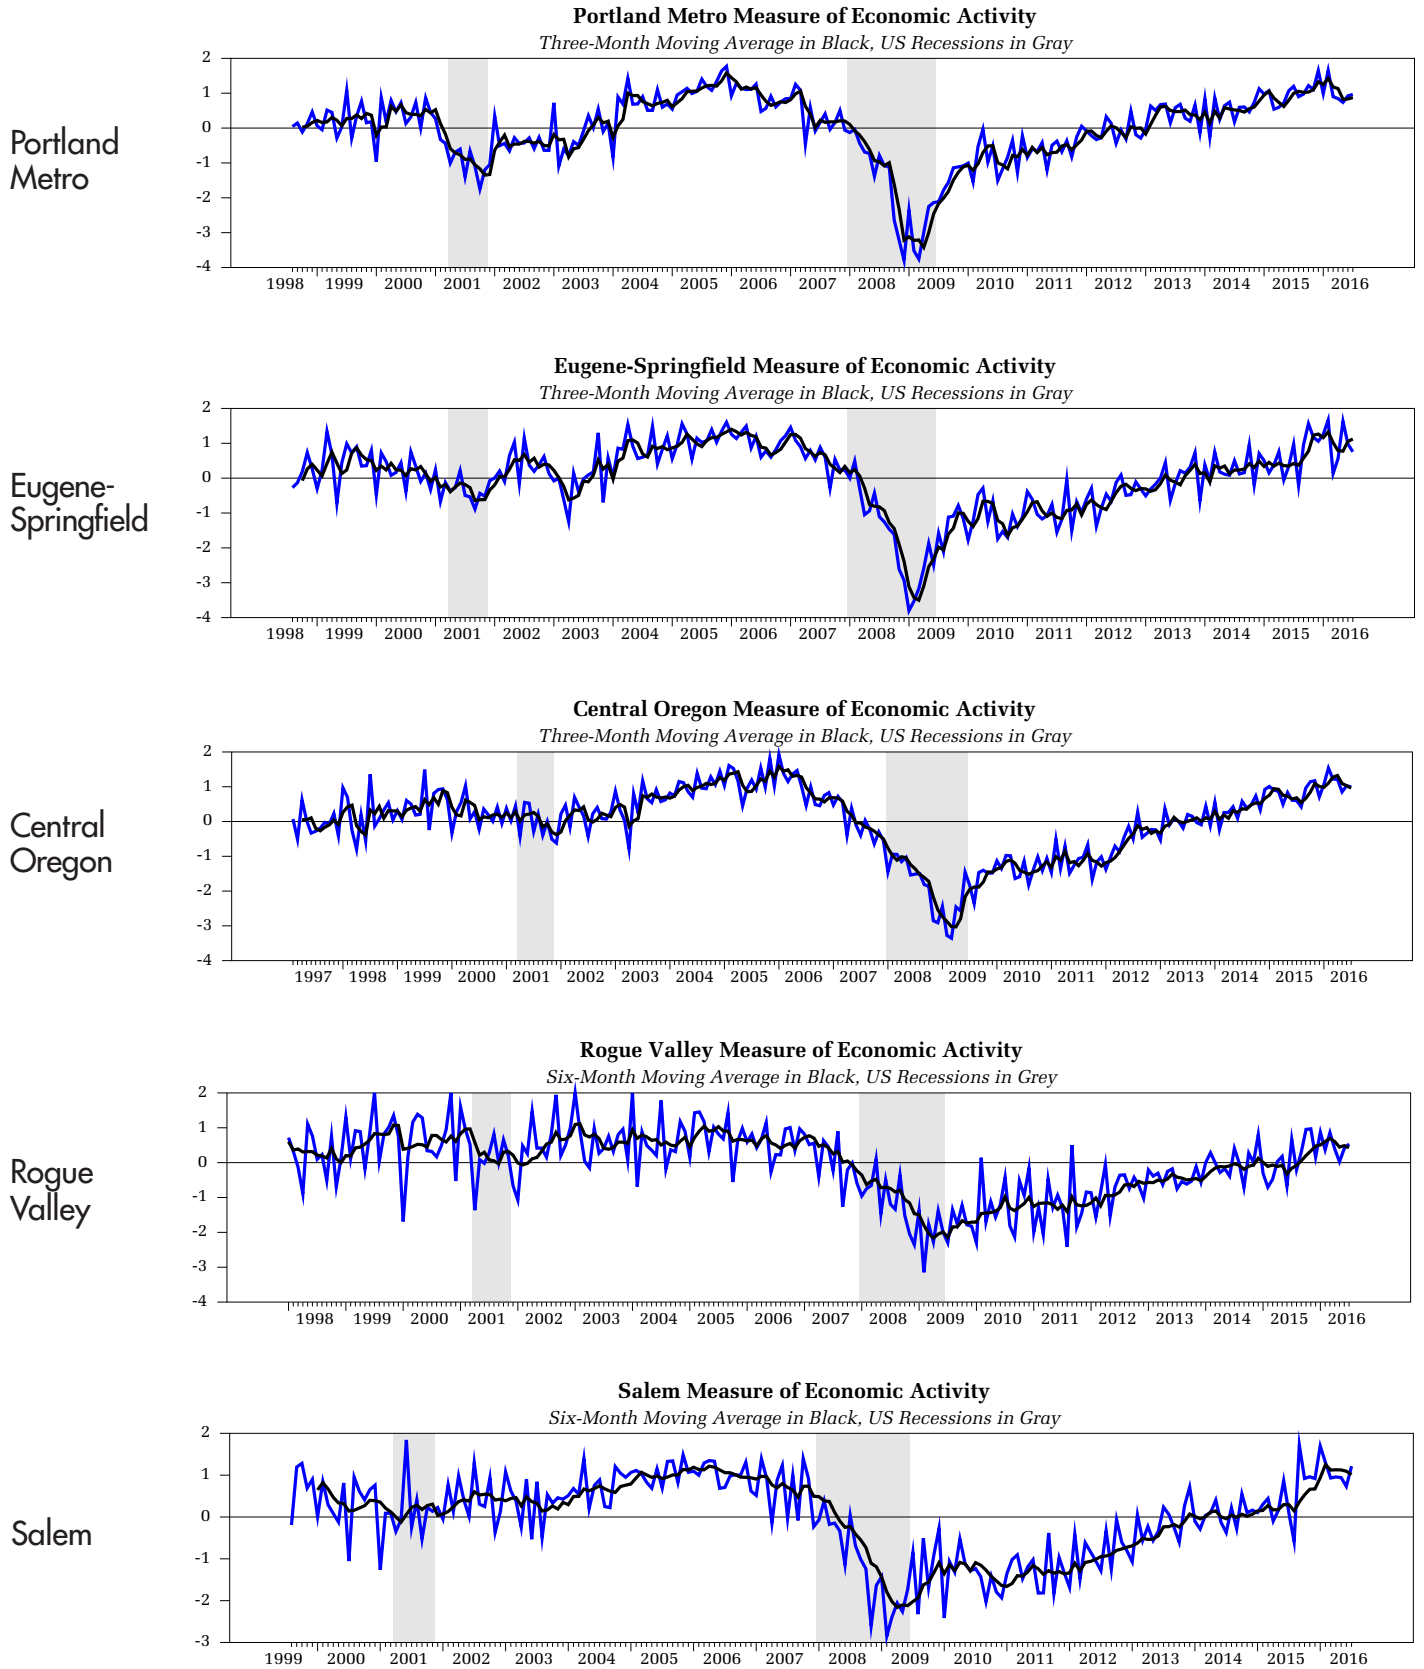 Portland Metro Measure of Economic Activity
Three-Month Moving Average in Black, US Recessions in Gray
Portland
Metro
2
1
0
-1
-2
-3
-4
1998 1999 2000 2001 2002 2003 2004 2005 2006 2007 2008 2009 2010 2011 2012 2013 2014 2015 2016
Eugene-Springfield Measure of Economic Activity
Three-Month Moving Average in Black, US Recessions in Gray
Eugene-
Springfield
2
1
0
-1
-2
-3
-4
1998 1999 2000 2001 2002 2003 2004 2005 2006 2007 2008 2009 2010 2011 2012 2013 2014 2015 2016
Central Oregon Measure of Economic Activity
Three-Month Moving Average in Black, US Recessions in Gray
Central
Oregon
2
1
0
-1
-2
-3
-4
1997 1998 1999 2000 2001 2002 2003 2004 2005 2006 2007 2008 2009 2010 2011 2012 2013 2014 2015 2016
Rogue Valley Measure of Economic Activity
Six-Month Moving Average in Black, US Recessions in Grey
Rogue
Valley
2
1
0
-1
-2
-3
-4
1998 1999 2000 2001 2002 2003 2004 2005 2006 2007 2008 2009 2010 2011 2012 2013 2014 2015 2016
Salem Measure of Economic Activity
Six-Month Moving Average in Black, US Recessions in Gray
Salem
2
1
0
-1
-2
-3
1999 2000 2001 2002 2003 2004 2005 2006 2007 2008 2009 2010 2011 2012 2013 2014 2015 2016